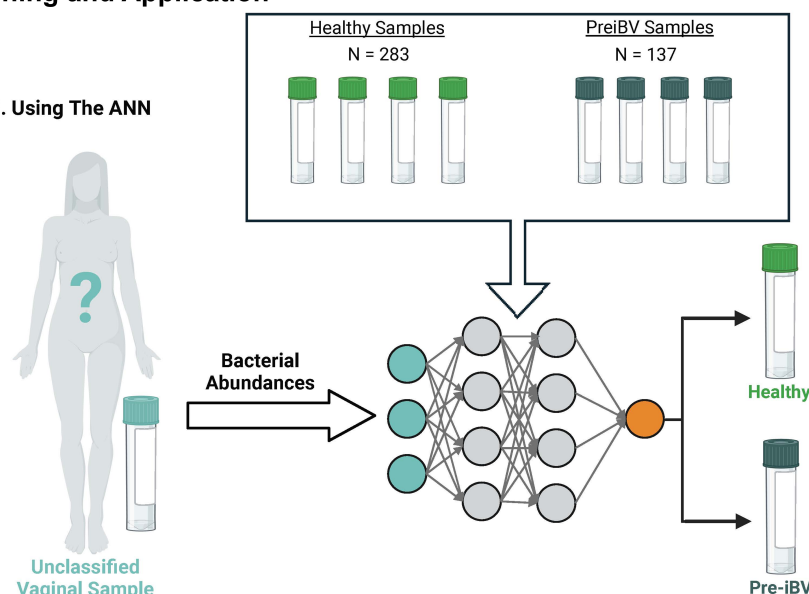 Healthy Samples
N = 283
PreiBV Samples
N = 137
. Using The ANN
?
Bacterial
Abundances
Healthy
Pre-iBV
Unclassified
Vaginal Sample